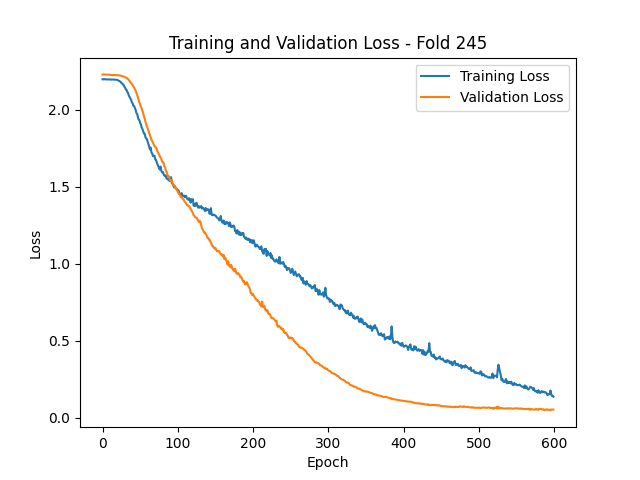 Training and Validation Loss - Fold 245
Training Loss
Validation Loss
Loss
2.0
1.5
1.0
0.5
0.0
0 100 200 300 400 500 600
Epoch